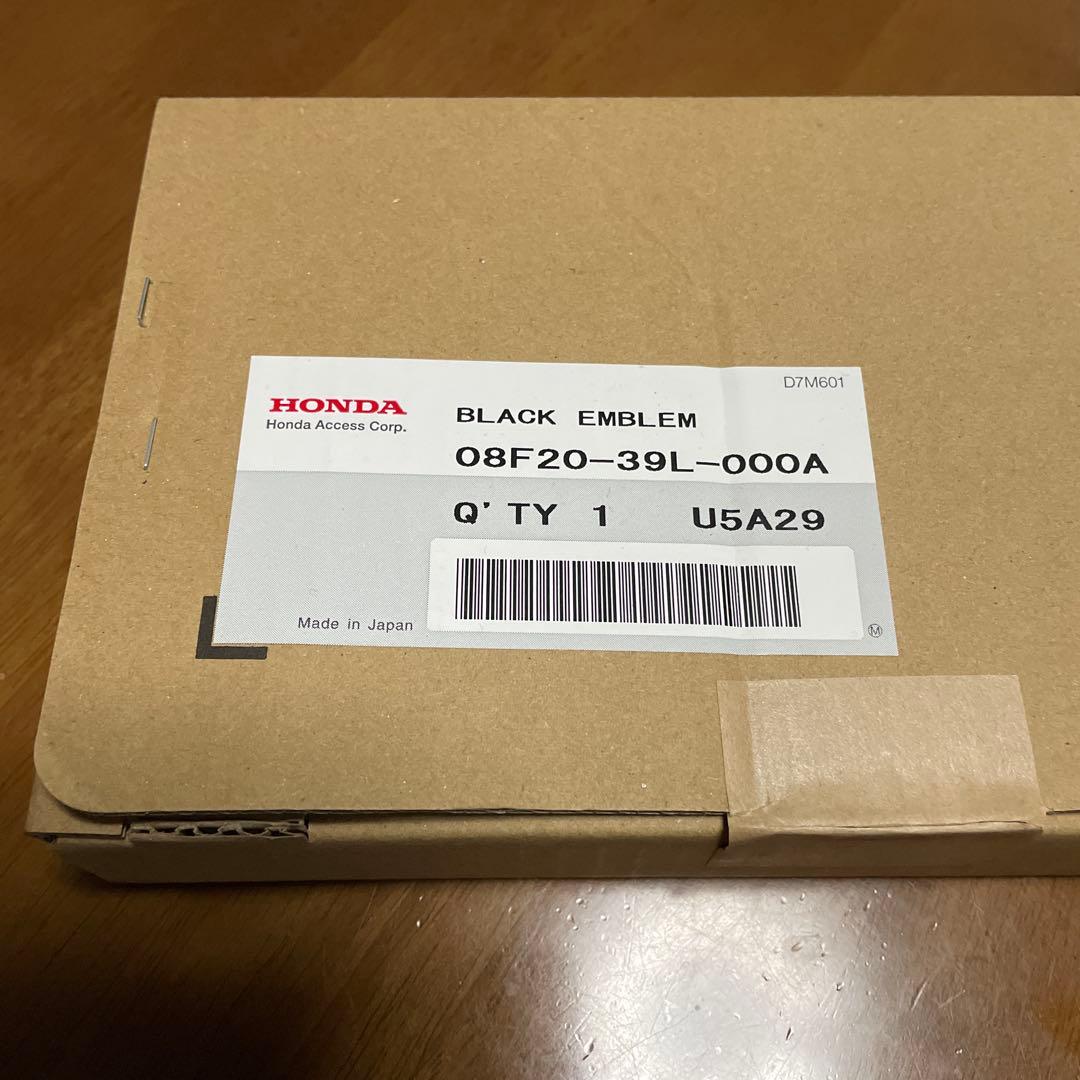 D7M601
HONDA
Honda Access Corp.
BLACK EMBLEM
08F20-39L-000A
Q'TY 1 U5A29
Made in Japan
M